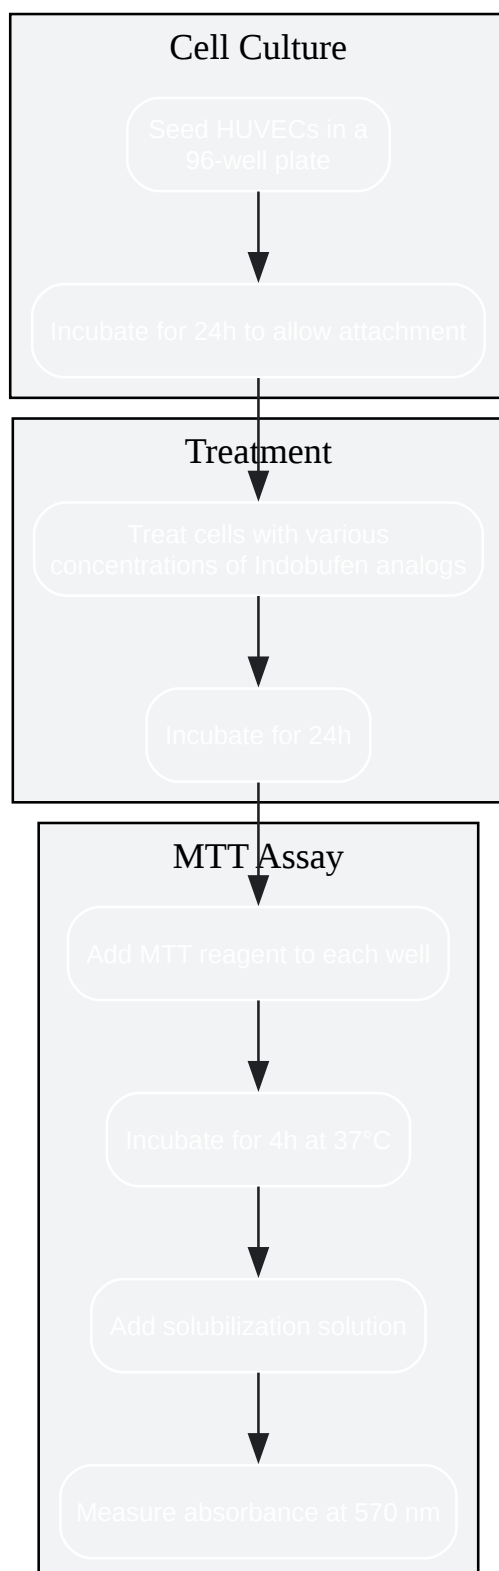 Cell Culture
Seed HUVECs in a
96-well plate
Incubate for 24h to allow attachment
Treatment
Treat cells with various
concentrations of Indobufen analogs
Incubate for 24h
MTT Assay
Add MTT reagent to each well
Incubate for 4h at 37°C
Add solubilization solution
Measure absorbance at 570 nm